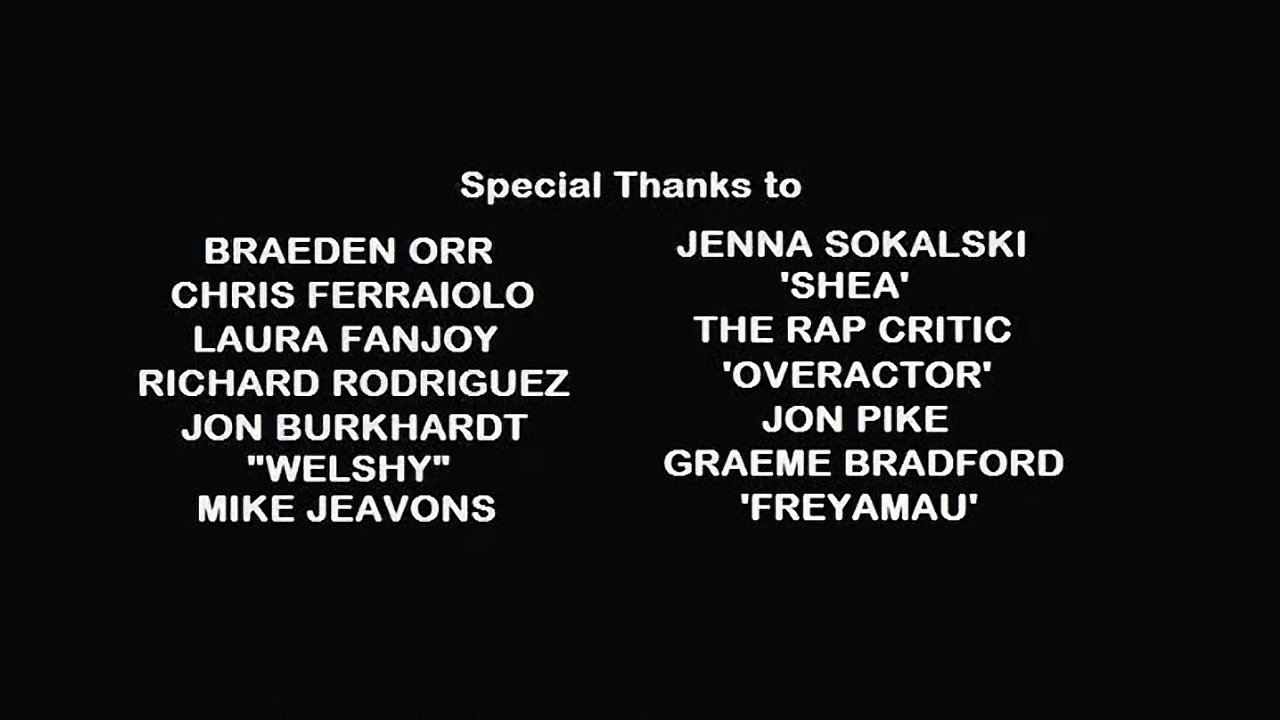 Special Thanks to
BRAEDEN ORR
CHRIS FERRAIOLO
LAURA FANJOY
RICHARD RODRIGUEZ
JON BURKHARDT
"WELSHY"
MIKE JEAVONS
JENNA SOKALSKI
'SHEA'
THE RAP CRITIC
'OVERACTOR'
JON PIKE
GRAEME BRADFORD
'FREYAMAU'